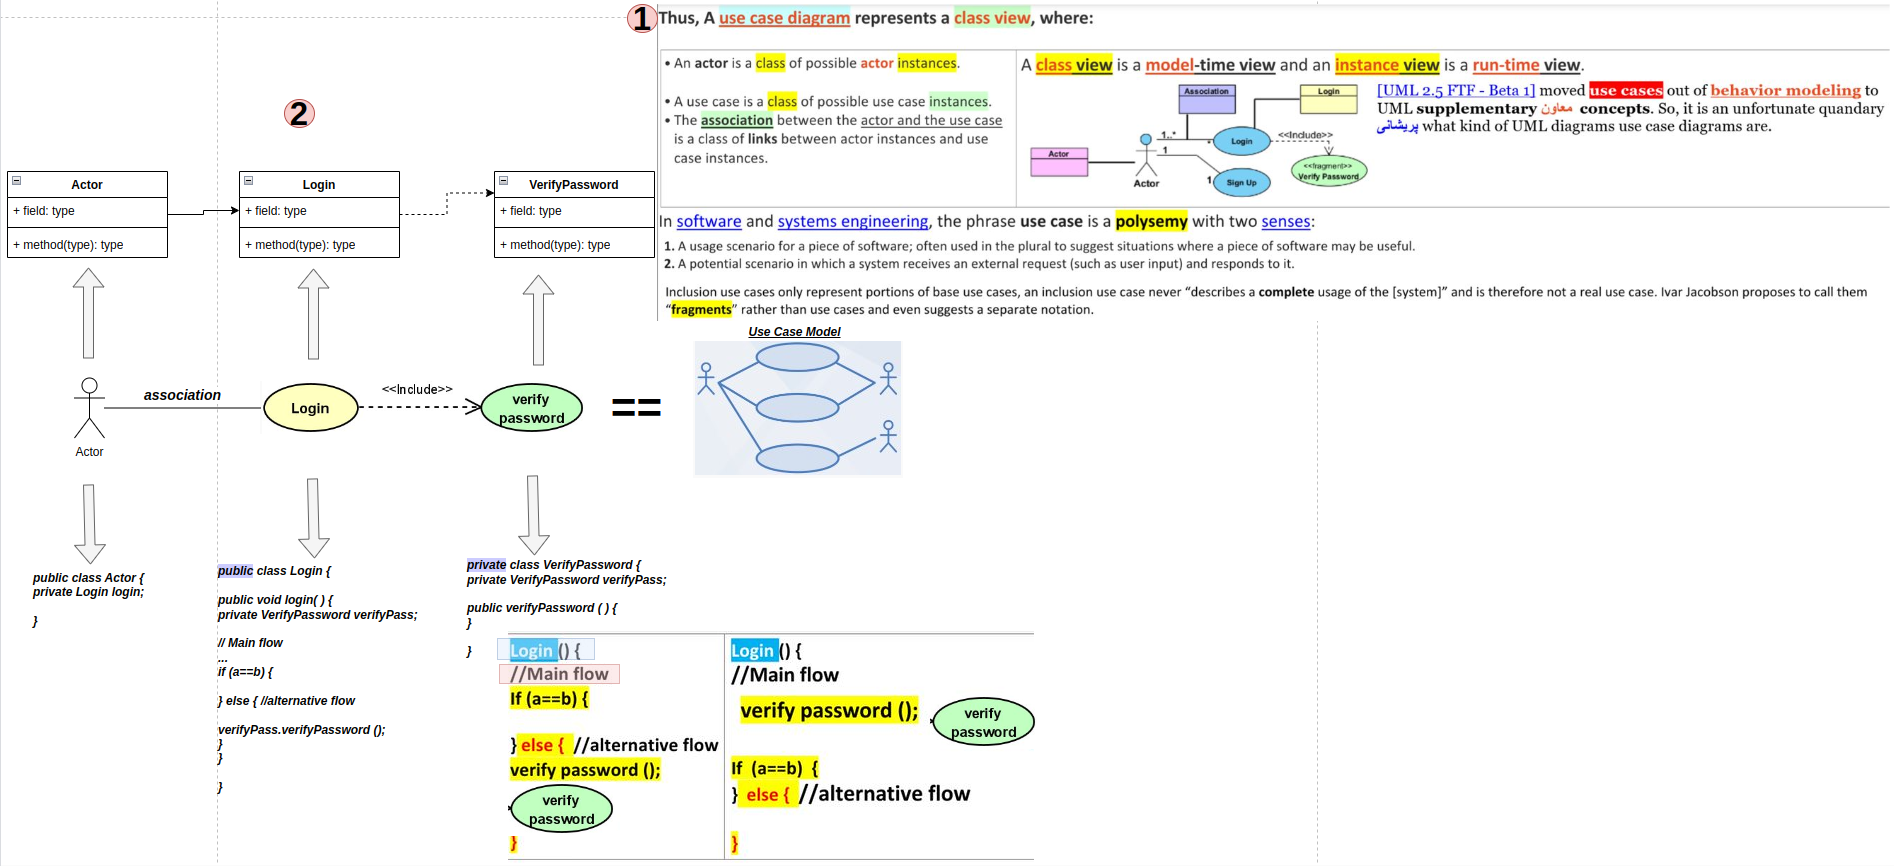 1
Thus, A use case diagram represents a class view, where:
• An actor is a class of possible actor instances.
• A use case is a class of possible use case instances.
• The association between the actor and the use case
is a class of links between actor instances and use
case instances.
A class view is a model-time view and an instance view is a run-time view.
Association
Login
1..*
Login
<<Include>>
Actor
1
<<fragment>>
Verify Password
Actor
1
Sign Up
[UML 2.5 FTF - Beta 1] moved use cases out of behavior modeling to
UML supplementary معاون concepts. So, it is an unfortunate quandary
پریشانی what kind of UML diagrams use case diagrams are.
In software and systems engineering, the phrase use case is a polysemy with two senses:
1. A usage scenario for a piece of software; often used in the plural to suggest situations where a piece of software may be useful.
2. A potential scenario in which a system receives an external request (such as user input) and responds to it.
Inclusion use cases only represent portions of base use cases, an inclusion use case never “describes a complete usage of the [system]” and is therefore not a real use case. Ivar Jacobson proposes to call them
“fragments” rather than use cases and even suggests a separate notation.
2
Actor
+ field: type
+ method(type): type
Login
+ field: type
+ method(type): type
VerifyPassword
+ field: type
+ method(type): type
Use Case Model
Actor
association
Login
<<Include>>
verify
password
==
public class Actor {
private Login login;
}
public class Login {
public void login( ) {
private VerifyPassword verifyPass;
// Main flow
...
if (a==b) {
} else { //alternative flow
verifyPass.verifyPassword ();
}
}
}
private class VerifyPassword {
private VerifyPassword verifyPass;
public verifyPassword ( ) {
}
}
Login () {
//Main flow
If (a==b) {
} else { //alternative flow
verify password ();
verify
password
}
Login () {
//Main flow
verify password ();
verify
password
If (a==b) {
} else { //alternative flow
}